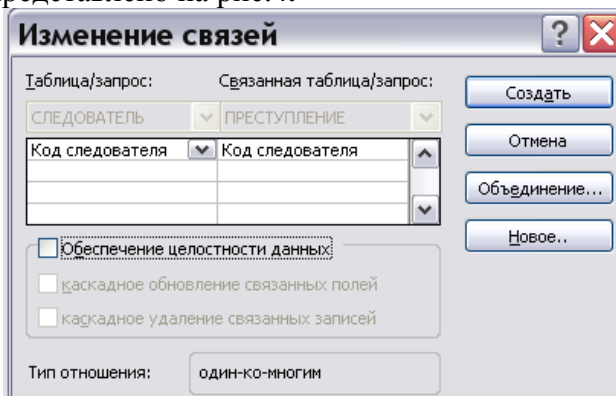 редставлено на рис.4.
Изменение связей
Таблица/запрос:
Связанная таблица/запрос:
Создать
СЛЕДОВАТЕЛЬ
ПРЕСТУПЛЕНИЕ
Код следователя
Код следователя
Отмена
Объединение...
Новое..
Обеспечение целостности данных
каскадное обновление связанных полей
каскадное удаление связанных записей
Тип отношения:
один-ко-многим